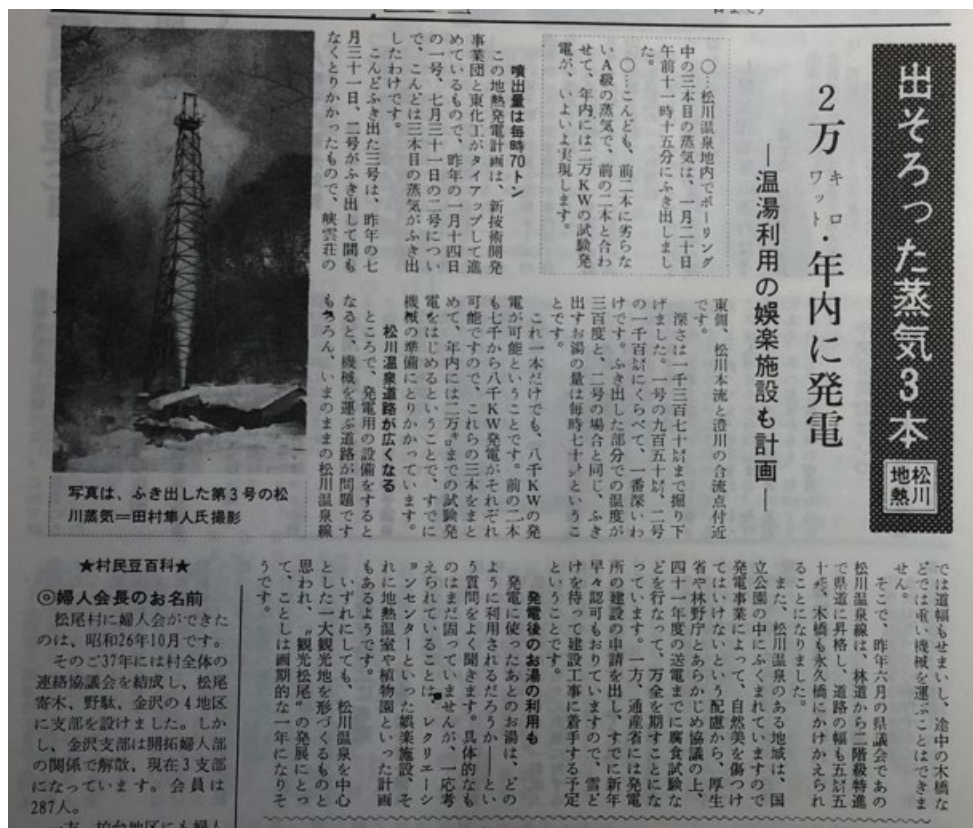 出そろった蒸気3本
松川
地熱
2万キロワット・年内に発電
―温湯利用の娯楽施設も計画―
○…松川温泉地内でボーリング
中の三本目の蒸気は、一月二十日
午前十一時十五分にふき出しまし
た。
○…こんども、前二本に劣らな
いA級の蒸気で、前の二本と合わ
せて、年内には二万KWの試験発
電が、いよいよ実現します。
噴出量は毎時70トン
この地熱発電計画は、新技術開発
事業団と東化工がタイアップして進
めているもので、昨年の一月十四日
の一号、七月三十一日の二号につい
で、こんどは三本目の蒸気がふき出
したわけです。
こんどふき出た三号は、昨年の七
月三十一日、二号がふき出して間も
なくとりかかったもので、峡雲荘の
東側、松川本流と澄川の合流点付近
です。
深さは一千三百七十㍍まで掘り下
げました。一号の九百五十㍍、二号
の一千百㍍にくらべて、一番深いわ
けです。ふき出した部分での温度が
三百度と、二号の場合と同じ、ふき
出すお湯の量は毎時七十㌧というこ
とです。
これ一本だけでも、八千KWの発
電が可能ということです。前の二本
も七千から八千KW発電がそれぞれ
可能ですので、これらの三本をまと
めて、年内には二万㌔までの試験発
電をはじめるということで、すでに
機械の準備にとりかかっています。
松川温泉道路が広くなる
ところで、発電用の設備をすると
なると、機械を運ぶ道路が問題です
もちろん、いまのままの松川温泉線
では道幅もせまいし、途中の木橋な
どでは重い機械を運ぶことはできま
せん。
そこで、昨年六月の県議会であの
松川温泉線は、林道から二階級特進
で県道に昇格し、道路の幅も五㍍五
十㌢、木橋も永久橋にかけかえられ
ることになりました。
また、松川温泉のある地域は、国
立公園の中にふくまれていますので
発電事業によって、自然美を傷つけ
てはいけないという配慮から、厚生
省や林野庁とあらかじめ協議の上、
四十一年度の送電までに腐食試験な
どを行なって、万全を期すことにな
っています。一方、通産省には発電
所の建設の申請を出し、すでに新年
早々認可もおりていますので、雪ど
けを待って建設工事に着手する予定
ということです。
発電後のお湯の利用も
発電に使ったあとのお湯は、どの
ように利用されるだろうか――とい
う質問をよく聞きます。具体的なも
のはまだ固っていませんが、一応考
えられていることは、レクリエーシ
ョンセンターといった娯楽施設、そ
れに地熱温室や植物園といった計画
もあるようです。
いずれにしても、松川温泉を中心
とした一大観光地を形づくるものと
思われ、〝観光松尾〟の発展にとっ
て、ことしは画期的な一年になりそ
うです。
写真は、ふき出した第3号の松
川蒸気=田村隼人氏撮影
★村民豆百科★
◎婦人会長のお名前
松尾村に婦人会ができた
のは、昭和26年10月です。
そのご37年には村全体の
連絡協議会を結成し、松尾
寄木、野駄、金沢の4地区
に支部を設けました。しか
し、金沢支部は開拓婦人部
の関係で解散、現在3支部
になっています。会員は
287人。